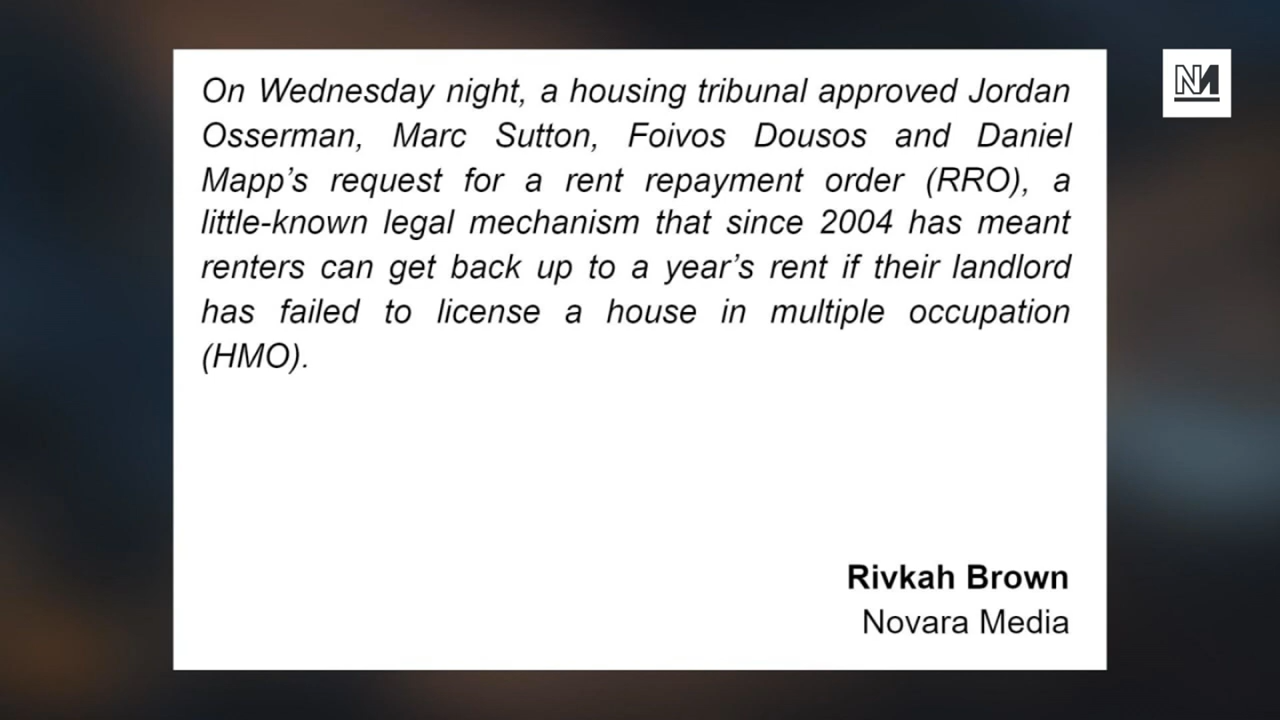 On Wednesday night, a housing tribunal approved Jordan
Osserman, Marc Sutton, Foivos Dousos and Daniel
Mapp’s request for a rent repayment order (RRO), a
little-known legal mechanism that since 2004 has meant
renters can get back up to a year’s rent if their landlord
has failed to license a house in multiple occupation
(HMO).
Rivkah Brown
Novara Media
NM